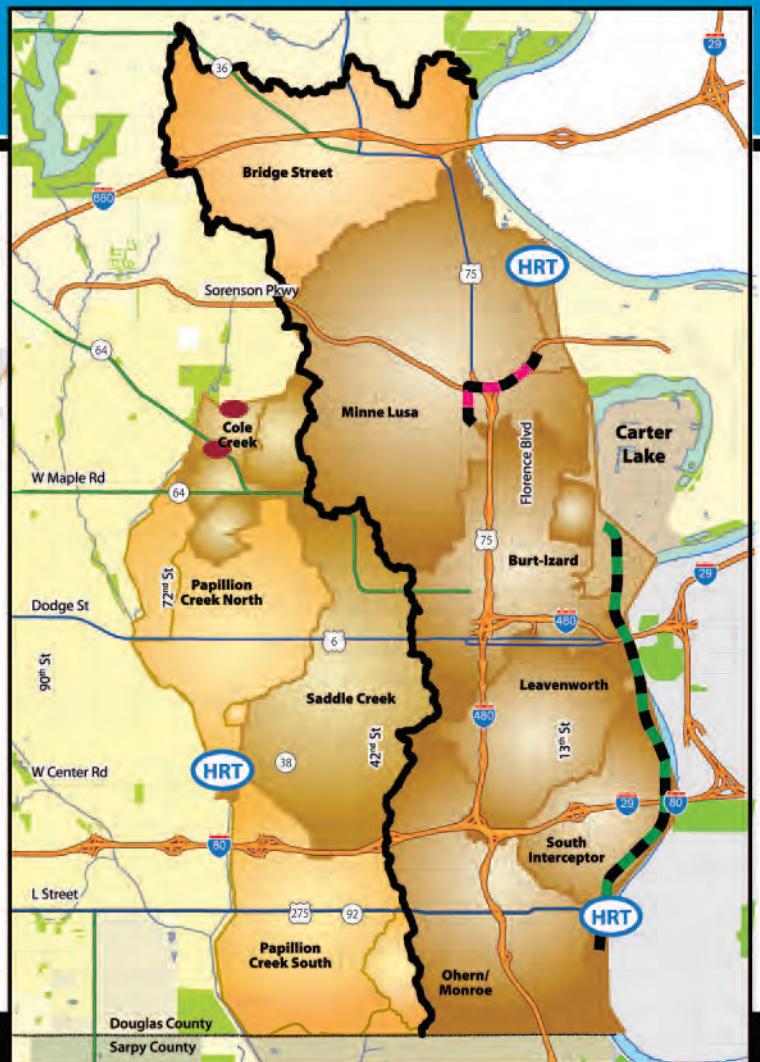 29
36
Bridge Street
680
HRT
75
Sorenson Pkwy
64
Minne Lusa
Cole
Creek
Florence Blvd
Carter
Lake
W Maple Rd
64
75
Burt-Izard
29
72nd St
Papillion
Creek North
Dodge St
480
6
90th St
Leavenworth
Saddle Creek
480
42nd St
13th St
HRT
38
W Center Rd
29
80
80
South
Interceptor
L Street
275
92
HRT
Papillion
Creek South
Ohern/
Monroe
Douglas County
Sarpy County